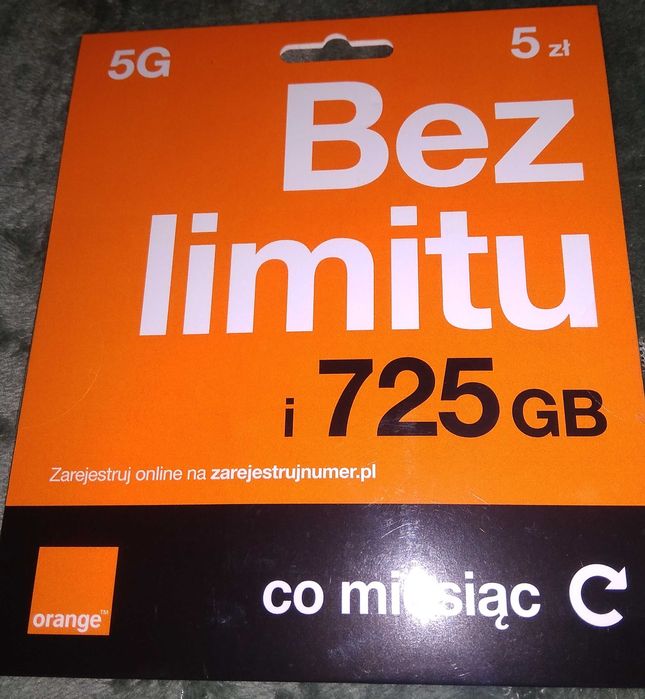 5G
5 zł
Bez
limitu
i 725 GB
Zarejestruj online na zarejestrujnumer.pl
co miesiąc
orange™